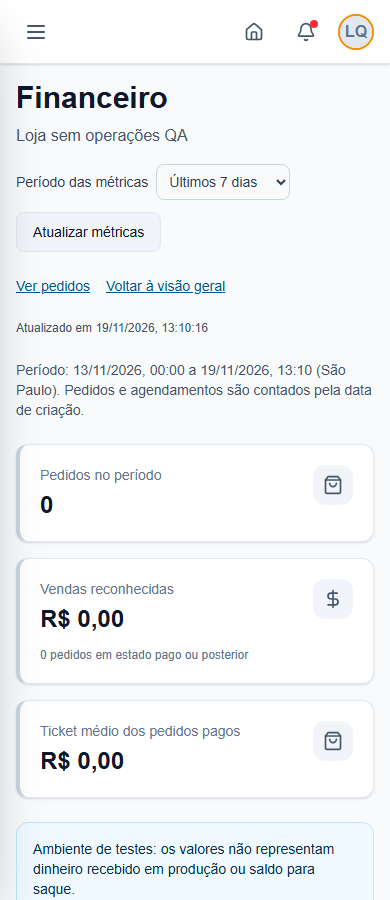 LQ
Financeiro
Loja sem operações QA
Período das métricas
Últimos 7 dias
Atualizar métricas
Ver pedidos Voltar à visão geral
Atualizado em 19/11/2026, 13:10:16
Período: 13/11/2026, 00:00 a 19/11/2026, 13:10 (São
Paulo). Pedidos e agendamentos são contados pela data
de criação.
Pedidos no período
0
Vendas reconhecidas
R$ 0,00
0 pedidos em estado pago ou posterior
Ticket médio dos pedidos pagos
R$ 0,00
Ambiente de testes: os valores não representam
dinheiro recebido em produção ou saldo para
saque.